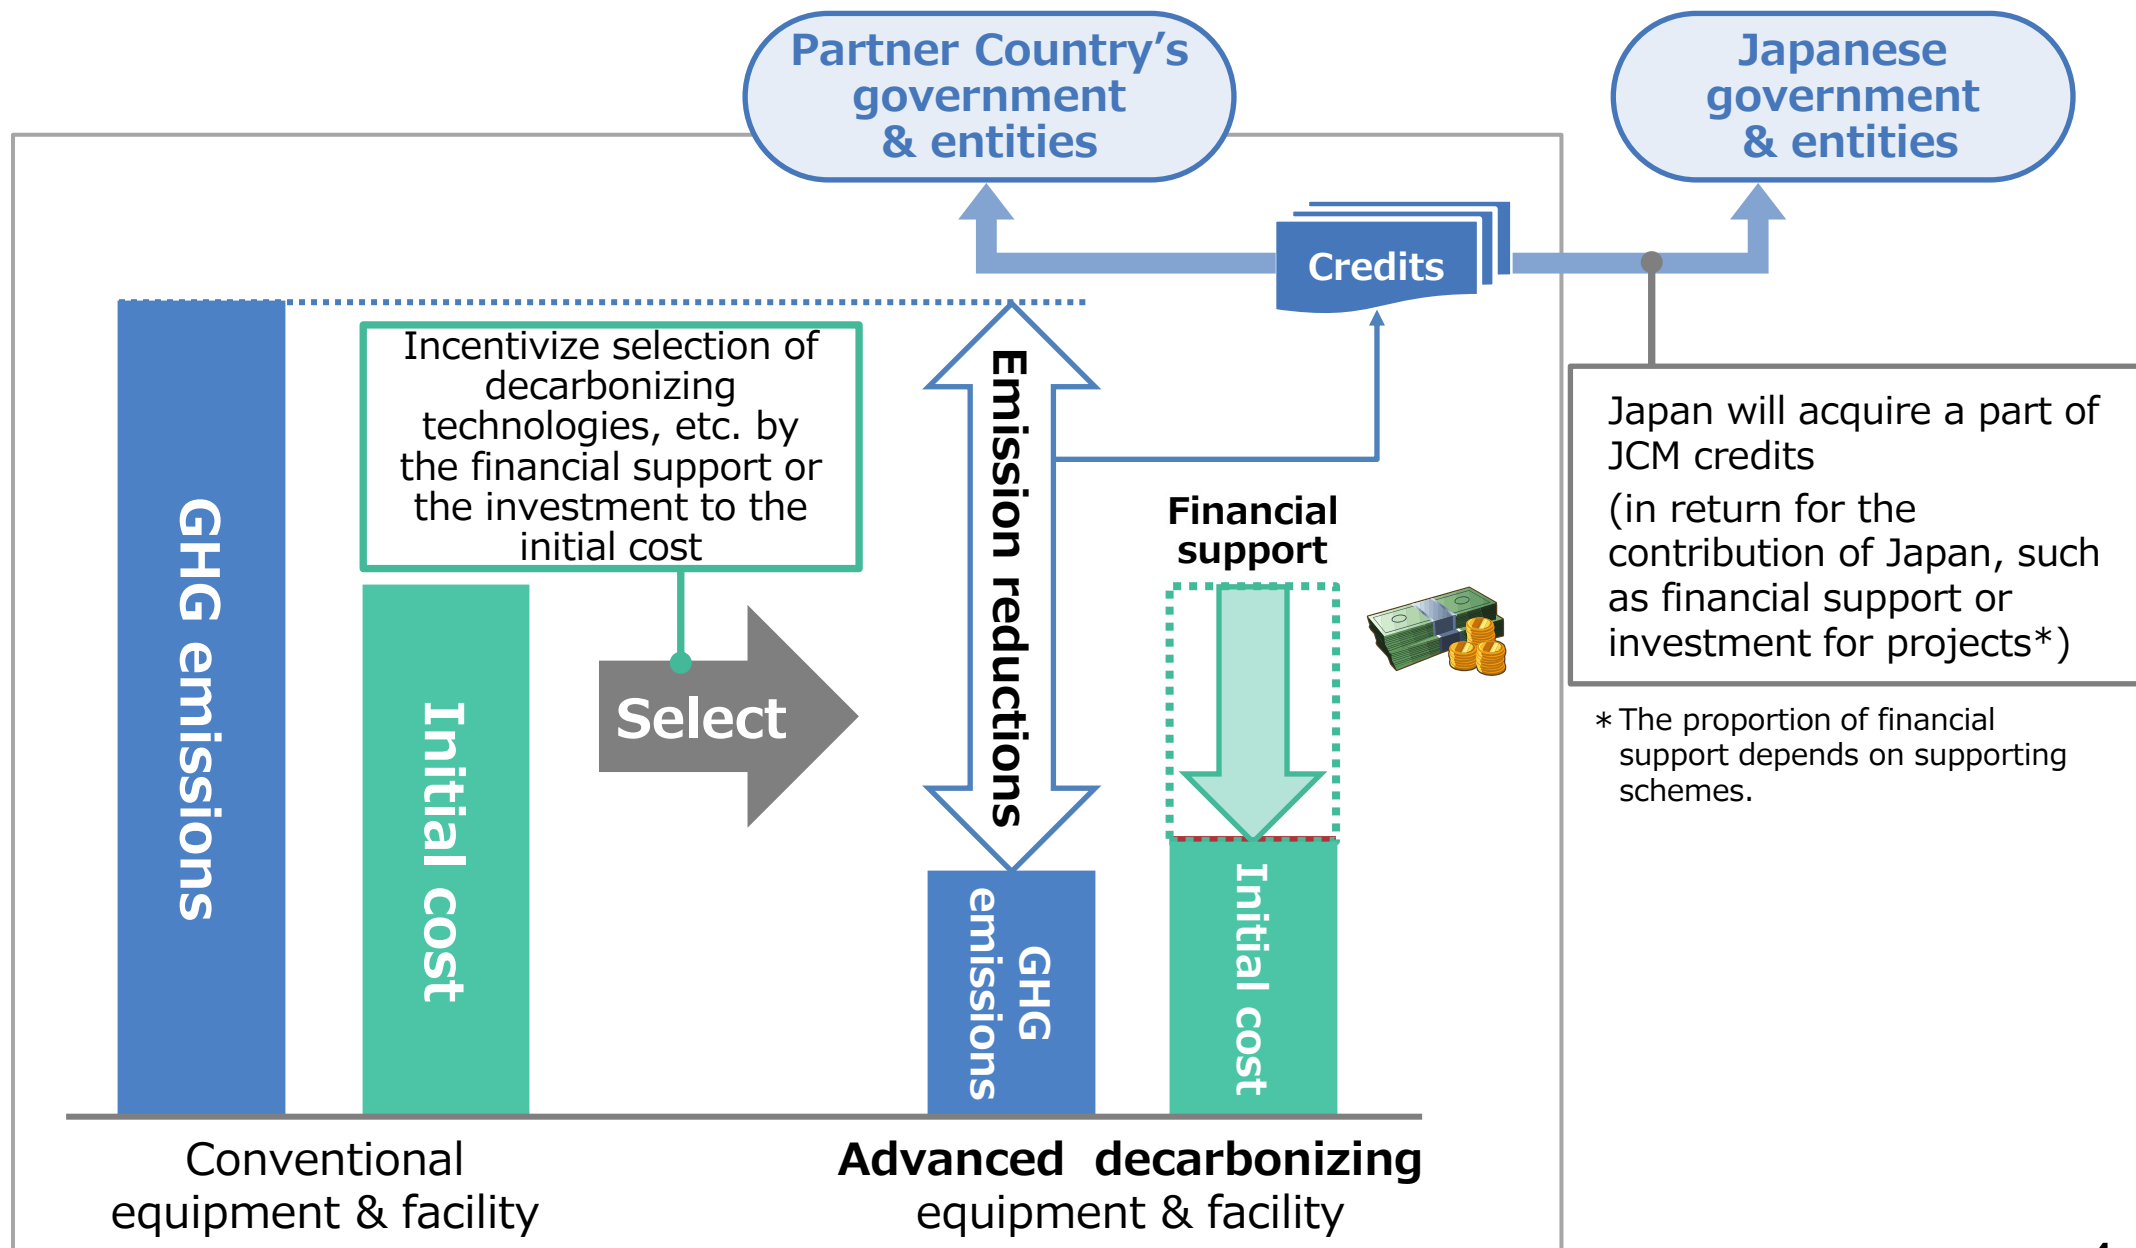 Partner Country’s
government
& entities
Japanese
government
& entities
Credits
Incentivize selection of
decarbonizing
technologies, etc. by
the financial support or
the investment to the
initial cost
GHG emissions
Initial cost
Select
Emission reductions
Financial
support
GHG
emissions
Initial cost
Japan will acquire a part of
JCM credits
(in return for the
contribution of Japan, such
as financial support or
investment for projects*)
* The proportion of financial
support depends on supporting
schemes.
Conventional
equipment & facility
Advanced decarbonizing
equipment & facility